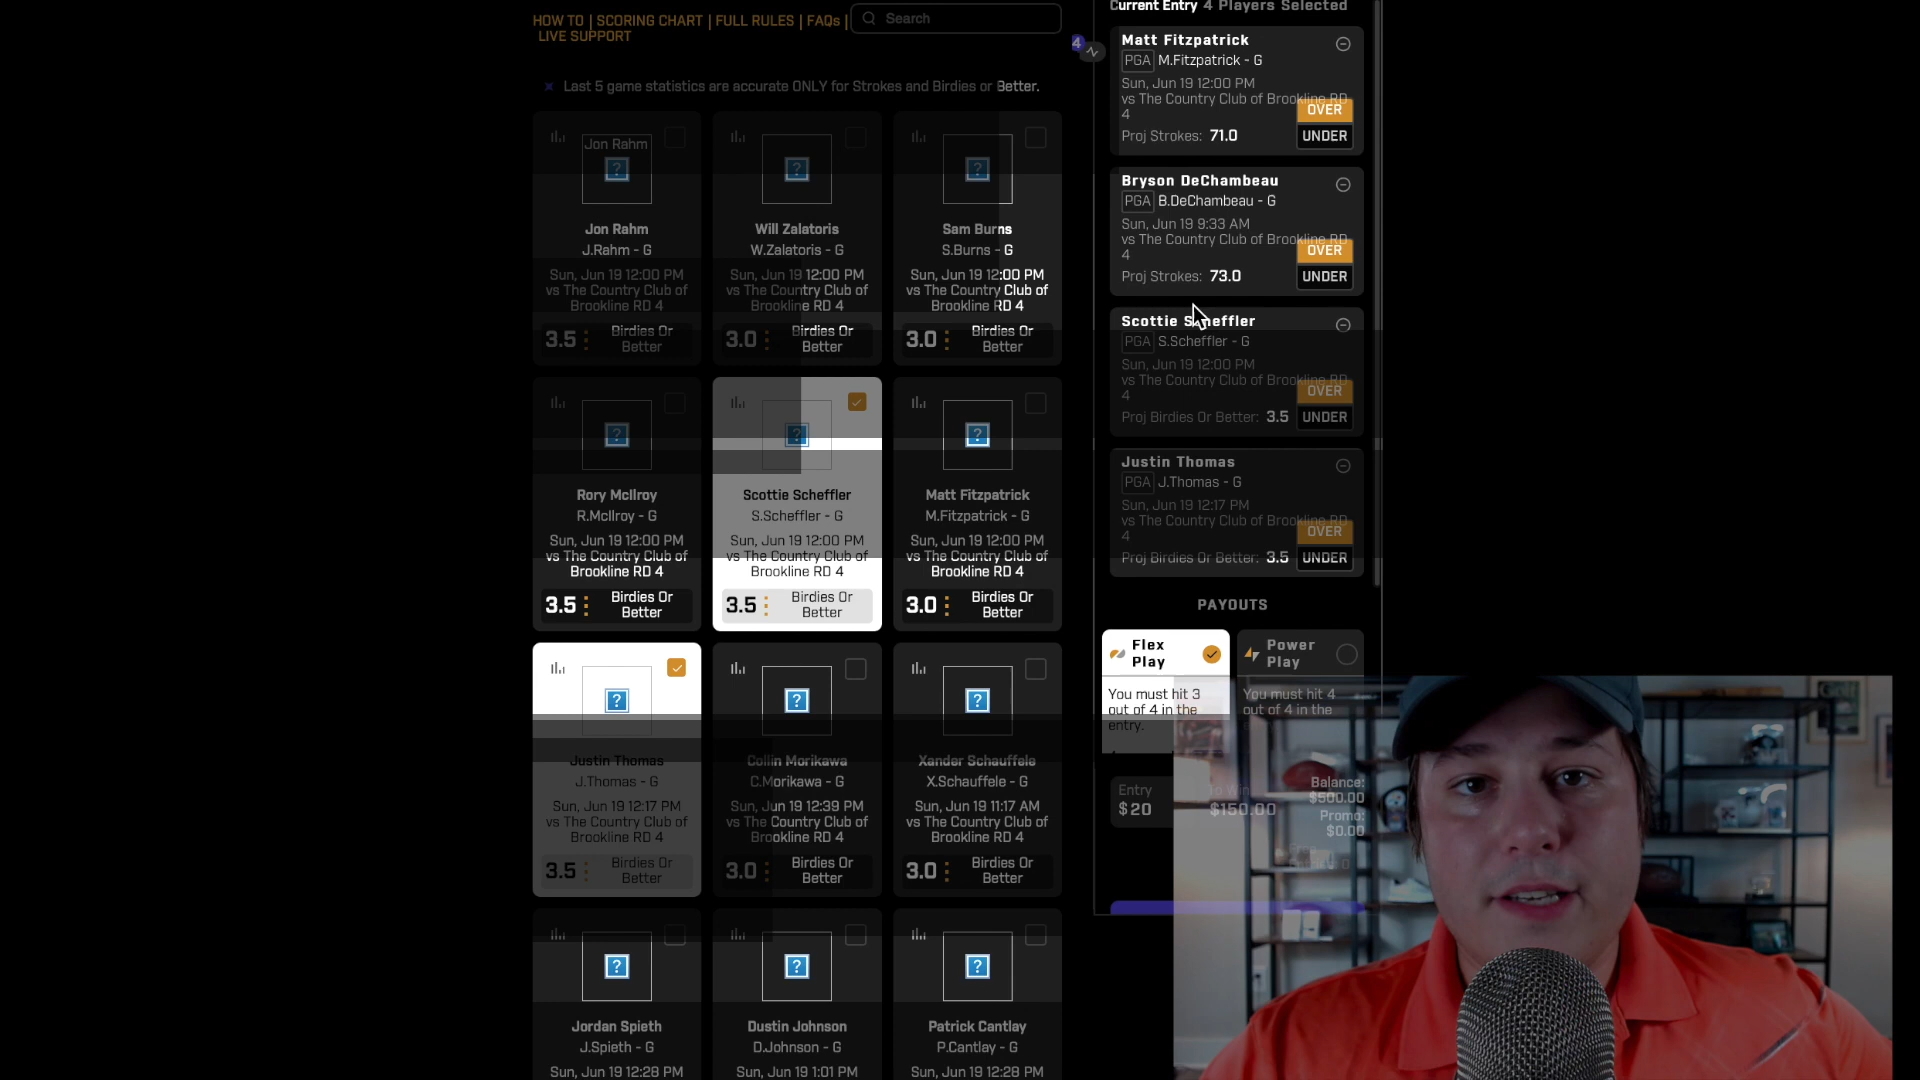 HOW TO | SCORING CHART | FULL RULES | FAQs |
LIVE SUPPORT
Search
Last 5 game statistics are accurate ONLY for Strokes and Birdies or Better.
Jon Rahm
Jon Rahm
J.Rahm - G
Sun, Jun 19 12:00 PM
vs The Country Club of
Brookline RD 4
3.5
Birdies Or
Better
Will Zalatoris
W.Zalatoris - G
Sun, Jun 19 12:00 PM
vs The Country Club of
Brookline RD 4
3.0
Birdies Or
Better
Sam Burns
S.Burns - G
Sun, Jun 19 12:00 PM
vs The Country Club of
Brookline RD 4
3.0
Birdies Or
Better
Rory McIlroy
R.McIlroy - G
Sun, Jun 19 12:00 PM
vs The Country Club of
Brookline RD 4
3.5
Birdies Or
Better
Scottie Scheffler
S.Scheffler - G
Sun, Jun 19 12:00 PM
vs The Country Club of
Brookline RD 4
3.5
Birdies Or
Better
Matt Fitzpatrick
M.Fitzpatrick - G
Sun, Jun 19 12:00 PM
vs The Country Club of
Brookline RD 4
3.0
Birdies Or
Better
Justin Thomas
J.Thomas - G
Sun, Jun 19 12:17 PM
vs The Country Club of
Brookline RD 4
3.5
Birdies Or
Better
Collin Morikawa
C.Morikawa - G
Sun, Jun 19 12:39 PM
vs The Country Club of
Brookline RD 4
3.0
Birdies Or
Better
Xander Schauffele
X.Schauffele - G
Sun, Jun 19 11:17 AM
vs The Country Club of
Brookline RD 4
3.0
Birdies Or
Better
Jordan Spieth
J.Spieth - G
Sun, Jun 19 12:28 PM
Dustin Johnson
D.Johnson - G
Sun, Jun 19 1:01 PM
Patrick Cantlay
P.Cantlay - G
Sun, Jun 19 12:28 PM
4
Current Entry 4 Players Selected
Matt Fitzpatrick
PGA M.Fitzpatrick - G
Sun, Jun 19 12:00 PM
vs The Country Club of Brookline RD
4
OVER
Proj Strokes: 71.0
UNDER
Bryson DeChambeau
PGA B.DeChambeau - G
Sun, Jun 19 9:33 AM
vs The Country Club of Brookline RD
4
OVER
Proj Strokes: 73.0
UNDER
Scottie Scheffler
PGA S.Scheffler - G
Sun, Jun 19 12:00 PM
vs The Country Club of Brookline RD
4
OVER
Proj Birdies Or Better: 3.5
UNDER
Justin Thomas
PGA J.Thomas - G
Sun, Jun 19 12:17 PM
vs The Country Club of Brookline RD
4
OVER
Proj Birdies Or Better: 3.5
UNDER
PAYOUTS
Flex
Play
You must hit 3
out of 4 in the
entry.
Power
Play
You must hit 4
out of 4 in the
Entry
$20
To Win:
$150.00
Balance:
$500.00
Promo:
$0.00
Golf